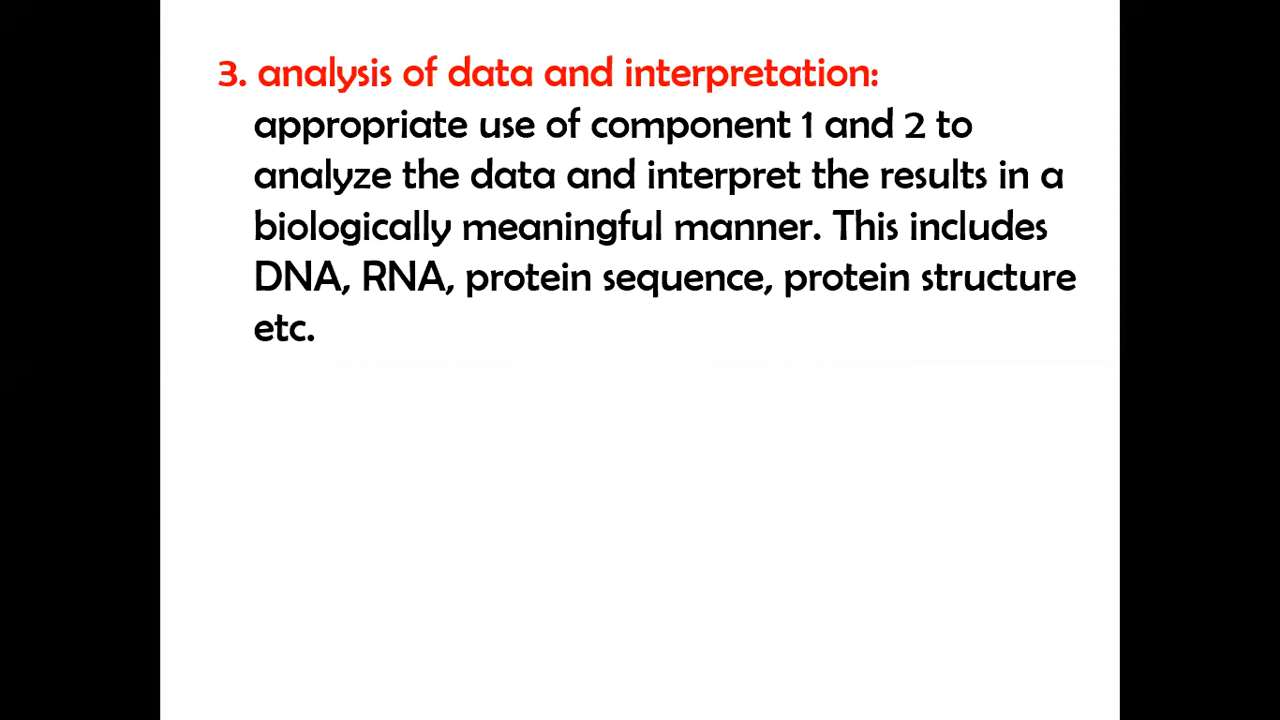 3. analysis of data and interpretation:
appropriate use of component 1 and 2 to
analyze the data and interpret the results in a
biologically meaningful manner. This includes
DNA, RNA, protein sequence, protein structure
etc.